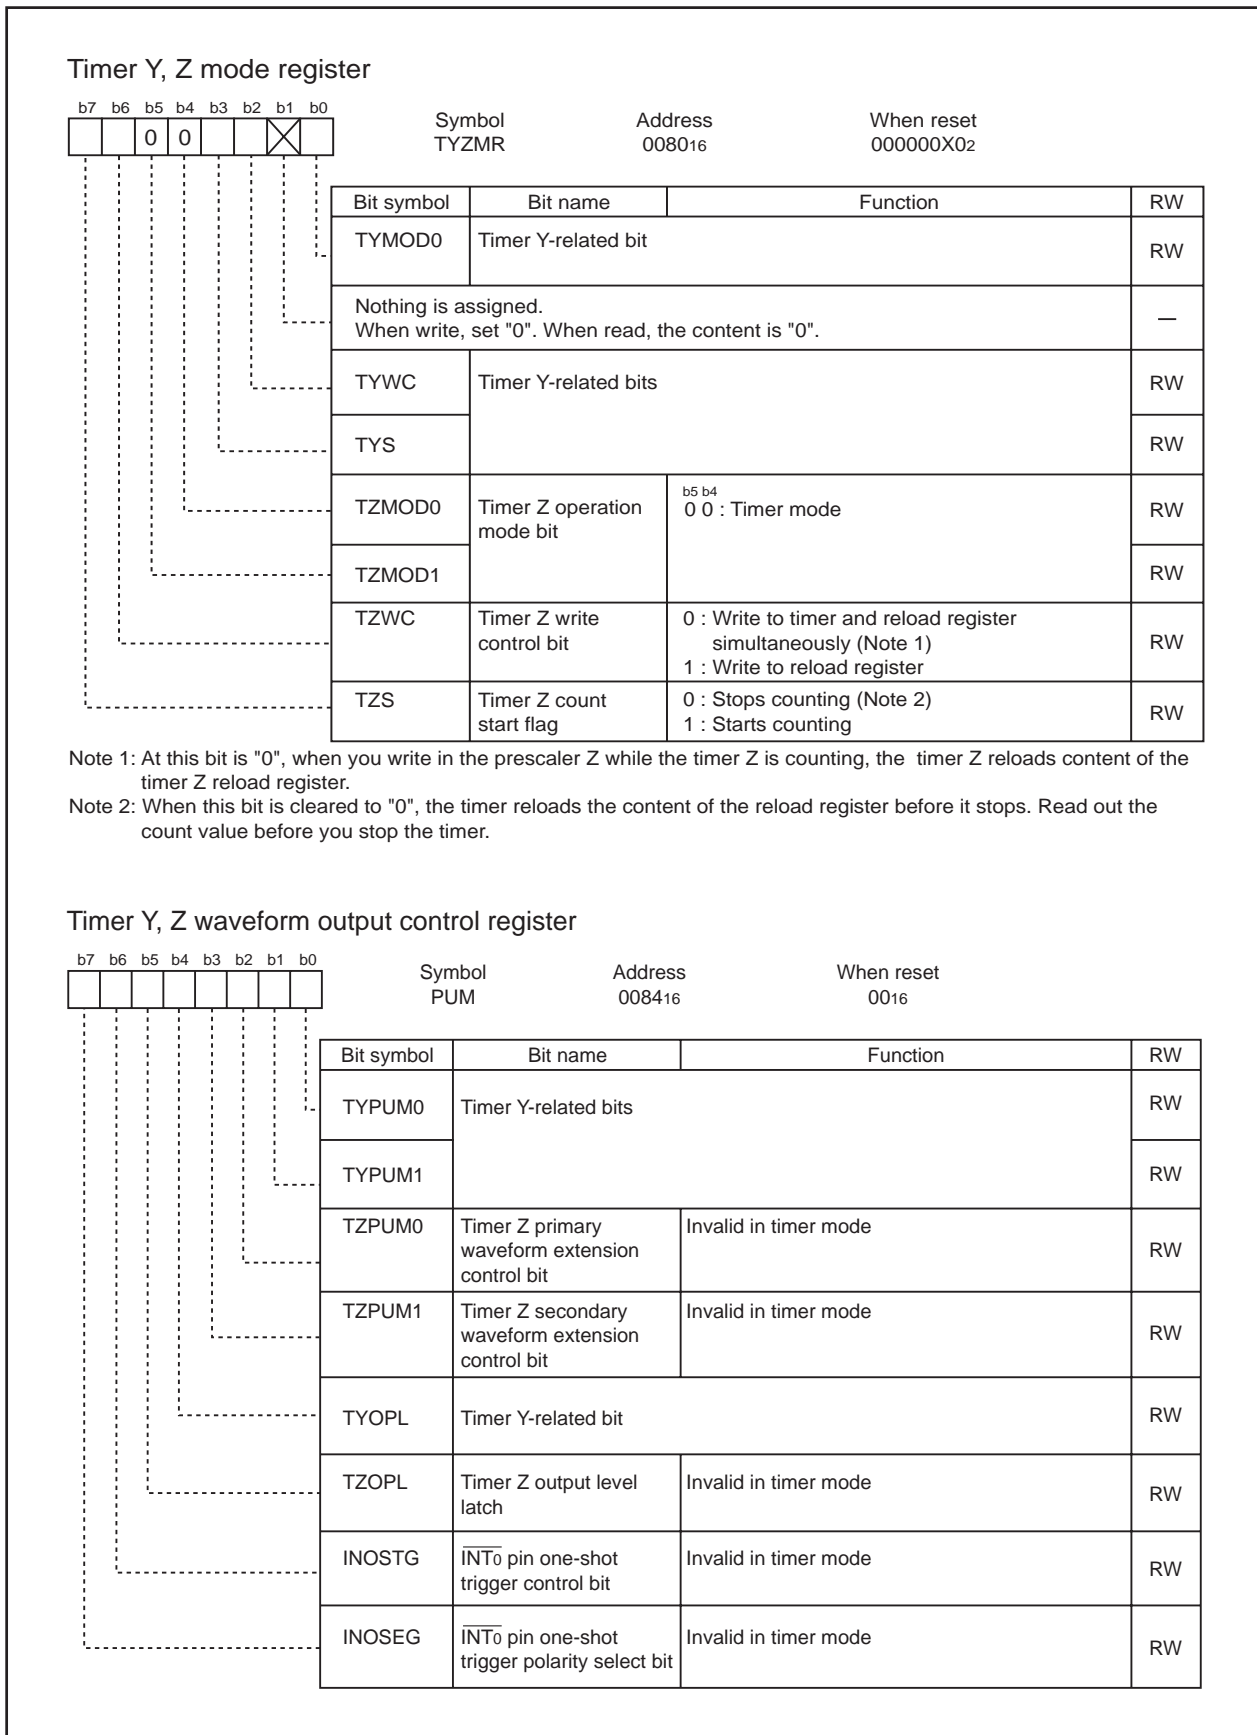 Timer Y, Z mode register
b7 b6 b5 b4 b3 b2 b1 b0
0 0
Symbol Address When reset
TYZMR 008016 000000X02
Bit symbol Bit name Function RW
TYMOD0 Timer Y-related bit RW
Nothing is assigned.
When write, set "0". When read, the content is "0". —
TYWC Timer Y-related bits RW
TYS RW
b5 b4
TZMOD0 Timer Z operation 0 0 : Timer mode RW
mode bit
TZMOD1 RW
TZWC Timer Z write 0 : Write to timer and reload register
control bit simultaneously (Note 1) RW
1 : Write to reload register
TZS Timer Z count 0 : Stops counting (Note 2)
start flag 1 : Starts counting RW
Note 1: At this bit is "0", when you write in the prescaler Z while the timer Z is counting, the timer Z reloads content of the
timer Z reload register.
Note 2: When this bit is cleared to "0", the timer reloads the content of the reload register before it stops. Read out the
count value before you stop the timer.
Timer Y, Z waveform output control register
b7 b6 b5 b4 b3 b2 b1 b0
Symbol Address When reset
PUM 008416 0016
Bit symbol Bit name Function RW
TYPUM0 Timer Y-related bits RW
TYPUM1 RW
TZPUM0 Timer Z primary Invalid in timer mode
waveform extension RW
control bit
TZPUM1 Timer Z secondary Invalid in timer mode
waveform extension RW
control bit
TYOPL Timer Y-related bit RW
TZOPL Timer Z output level Invalid in timer mode RW
latch
INOSTG INT0 pin one-shot Invalid in timer mode RW
trigger control bit
INOSEG INT0 pin one-shot Invalid in timer mode RW
trigger polarity select bit